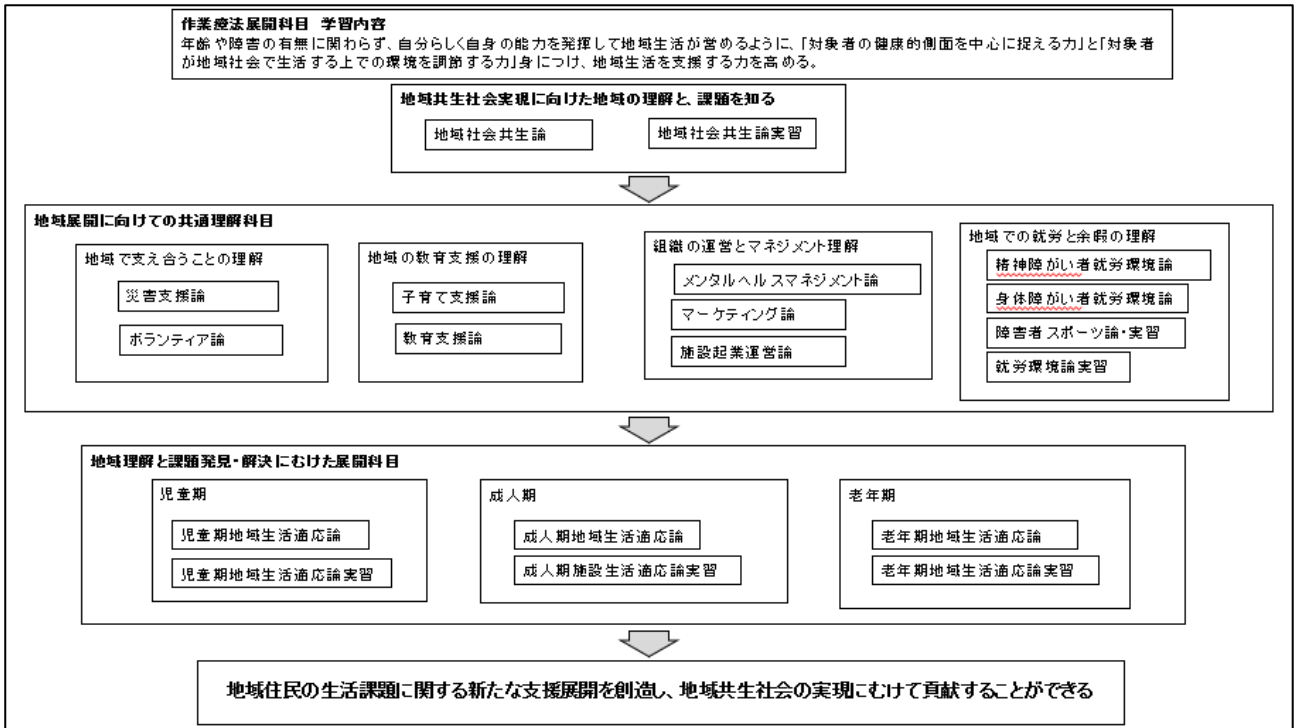 作業療法展開科目 学習内容
年齢や障害の有無に関わらず、自分らしく自身の能力を発揮して地域生活が営めるように、「対象者の健康的側面を中心に捉える力」と「対象者
が地域社会で生活する上での環境を調節する力」身につけ、地域生活を支援する力を高める。
地域共生社会実現に向けた地域の理解と、課題を知る
地域社会共生論
地域社会共生論実習
地域展開に向けての共通理解科目
地域で支え合うことの理解
災害支援論
ボランティア論
地域の教育支援の理解
子育て支援論
教育支援論
組織の運営とマネジメント理解
メンタルヘルスマネジメント論
マーケティング論
施設起業運営論
地域での就労と余暇の理解
精神障がい者就労環境論
身体障がい者就労環境論
障害者スポーツ論・実習
就労環境論実習
地域理解と課題発見・解決にむけた展開科目
児童期
児童期地域生活適応論
児童期地域生活適応論実習
成人期
成人期地域生活適応論
成人期施設生活適応論実習
老年期
老年期地域生活適応論
老年期地域生活適応論実習
地域住民の生活課題に関する新たな支援展開を創造し、地域共生社会の実現にむけて貢献することができる